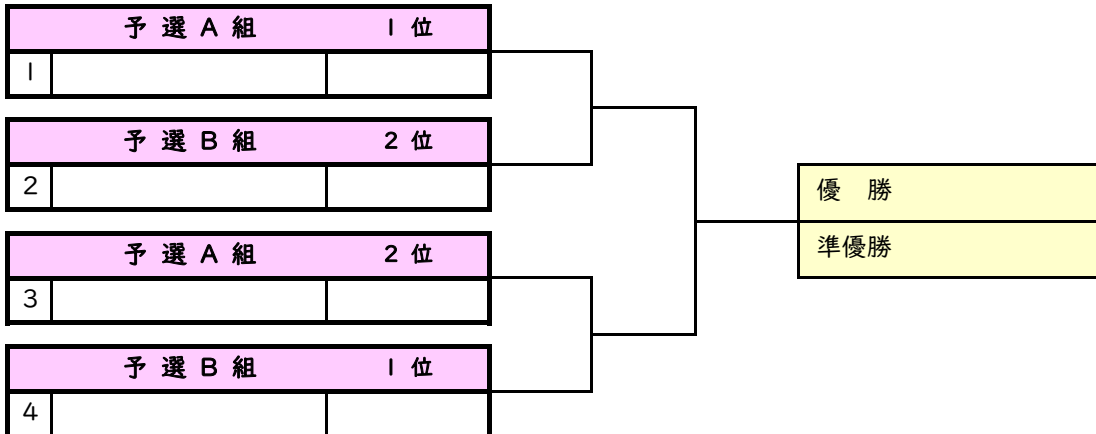 予 選 A 組 1 位
1
予 選 B 組 2 位
2
優 勝
予 選 A 組 2 位
準優勝
3
予 選 B 組 1 位
4